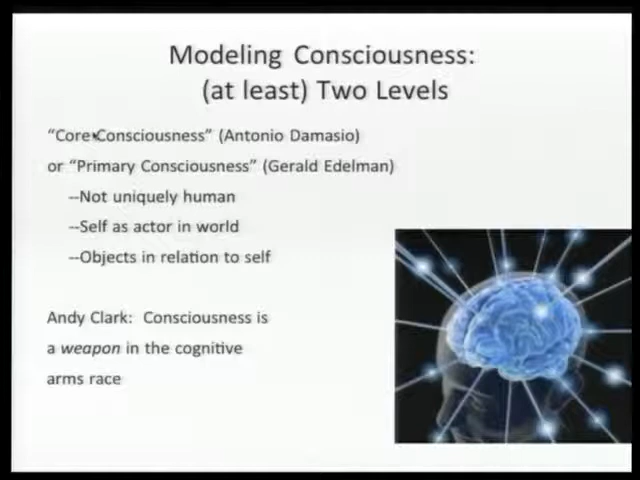 Modeling Consciousness:
(at least) Two Levels
“Core Consciousness” (Antonio Damasio)
or “Primary Consciousness” (Gerald Edelman)
--Not uniquely human
--Self as actor in world
--Objects in relation to self
Andy Clark:  Consciousness is
a weapon in the cognitive
arms race